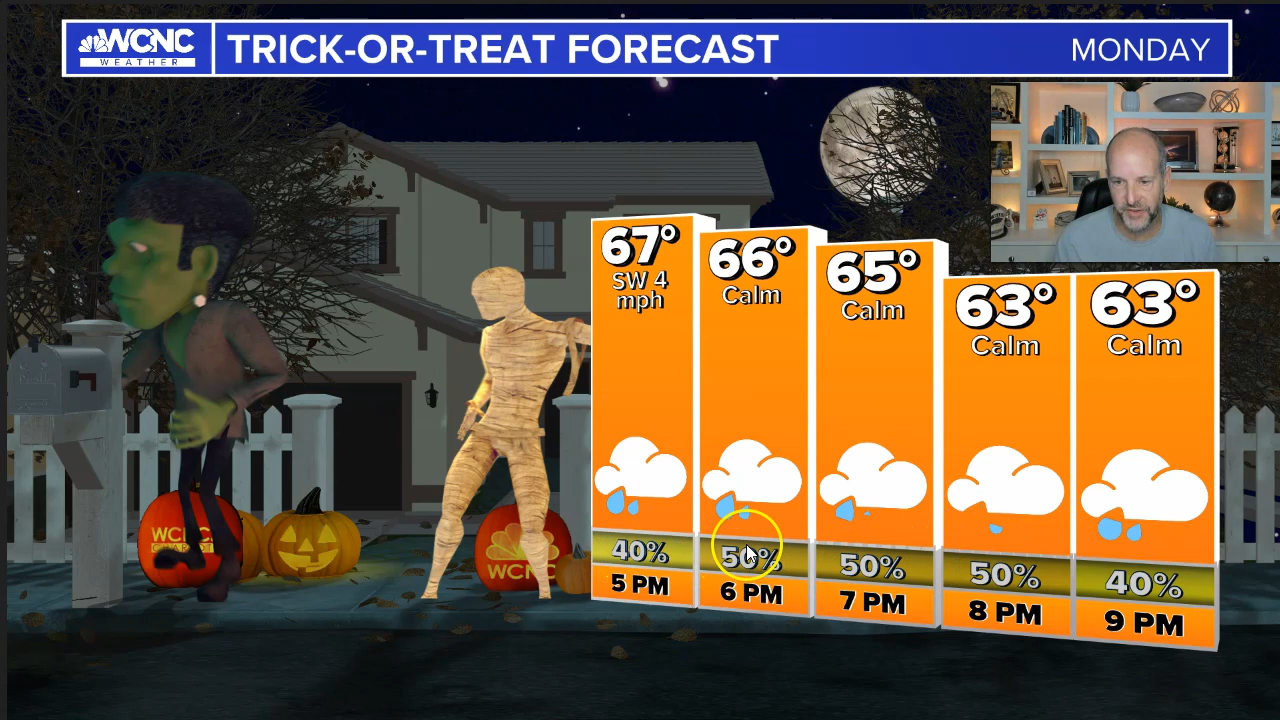 WCNC
WEATHER
TRICK-OR-TREAT FORECAST
MONDAY
67°
SW 4
mph
66°
Calm
65°
Calm
63°
Calm
63°
Calm
40%
50%
50%
50%
40%
5 PM
6 PM
7 PM
8 PM
9 PM
WCNC
WCNC